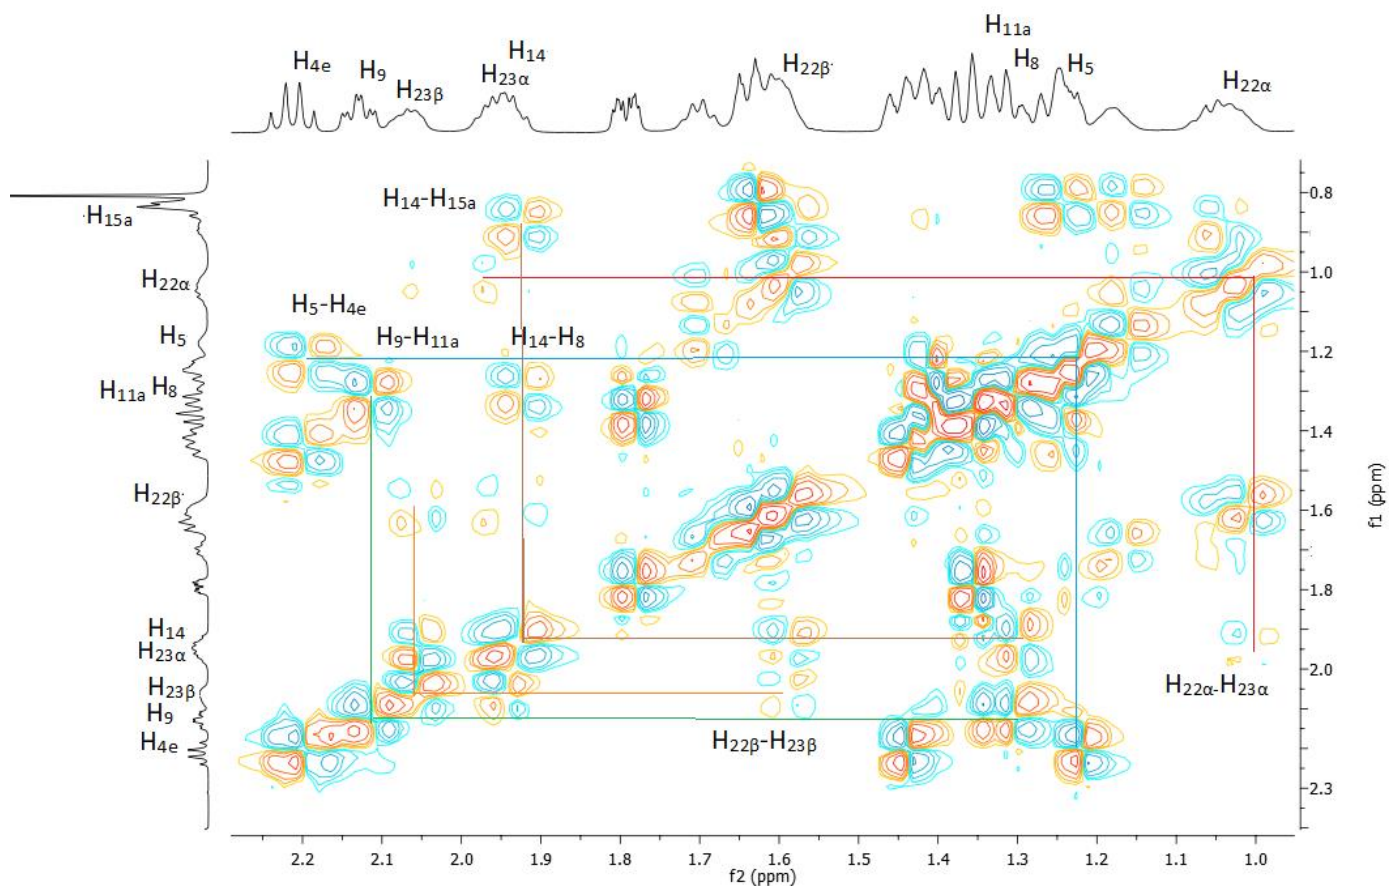 H11a
H14
H8
H5
H4e
H9
H23α
H22β
H22α
H23β
H15a
H14-H15a
0.8
H22α
1.0
H5-H4e
H5
H9-H11a
H14-H8
1.2
H11a H8
1.4
H22β
f1 (ppm)
1.6
1.8
H14
H23α
2.0
H23β
H22α-H23α
H9
H4e
H22β-H23β
2.3
2.2
2.1
2.0
1.9
1.8
1.7
1.6
1.5
1.4
1.3
1.2
1.1
1.0
f2 (ppm)